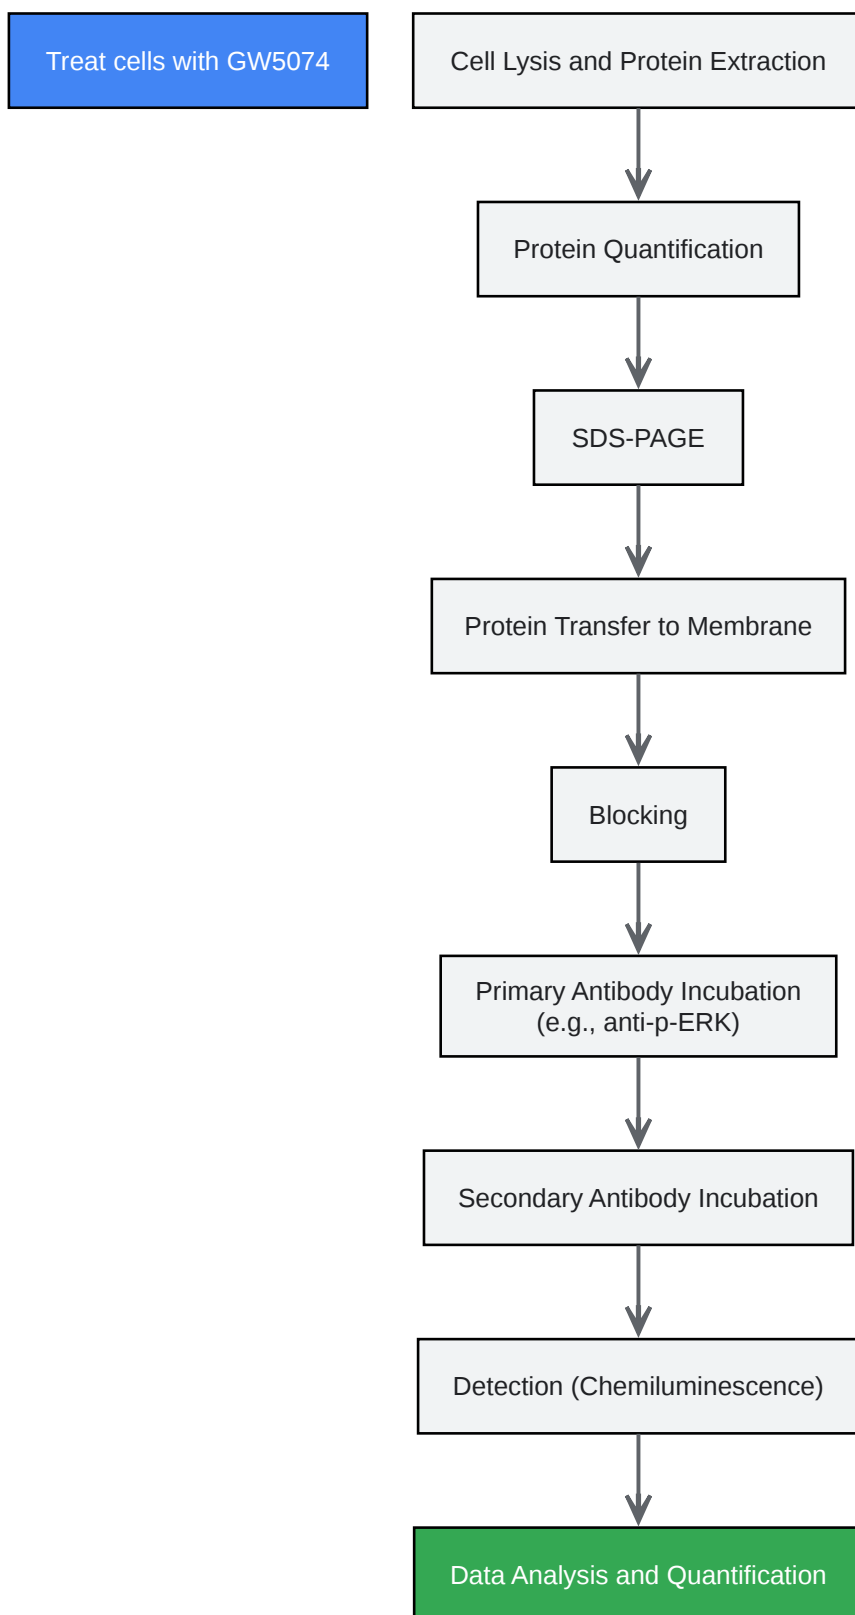 Treat cells with GW5074
Cell Lysis and Protein Extraction
Protein Quantification
SDS-PAGE
Protein Transfer to Membrane
Blocking
Primary Antibody Incubation
(e.g., anti-p-ERK)
Secondary Antibody Incubation
Detection (Chemiluminescence)
Data Analysis and Quantification